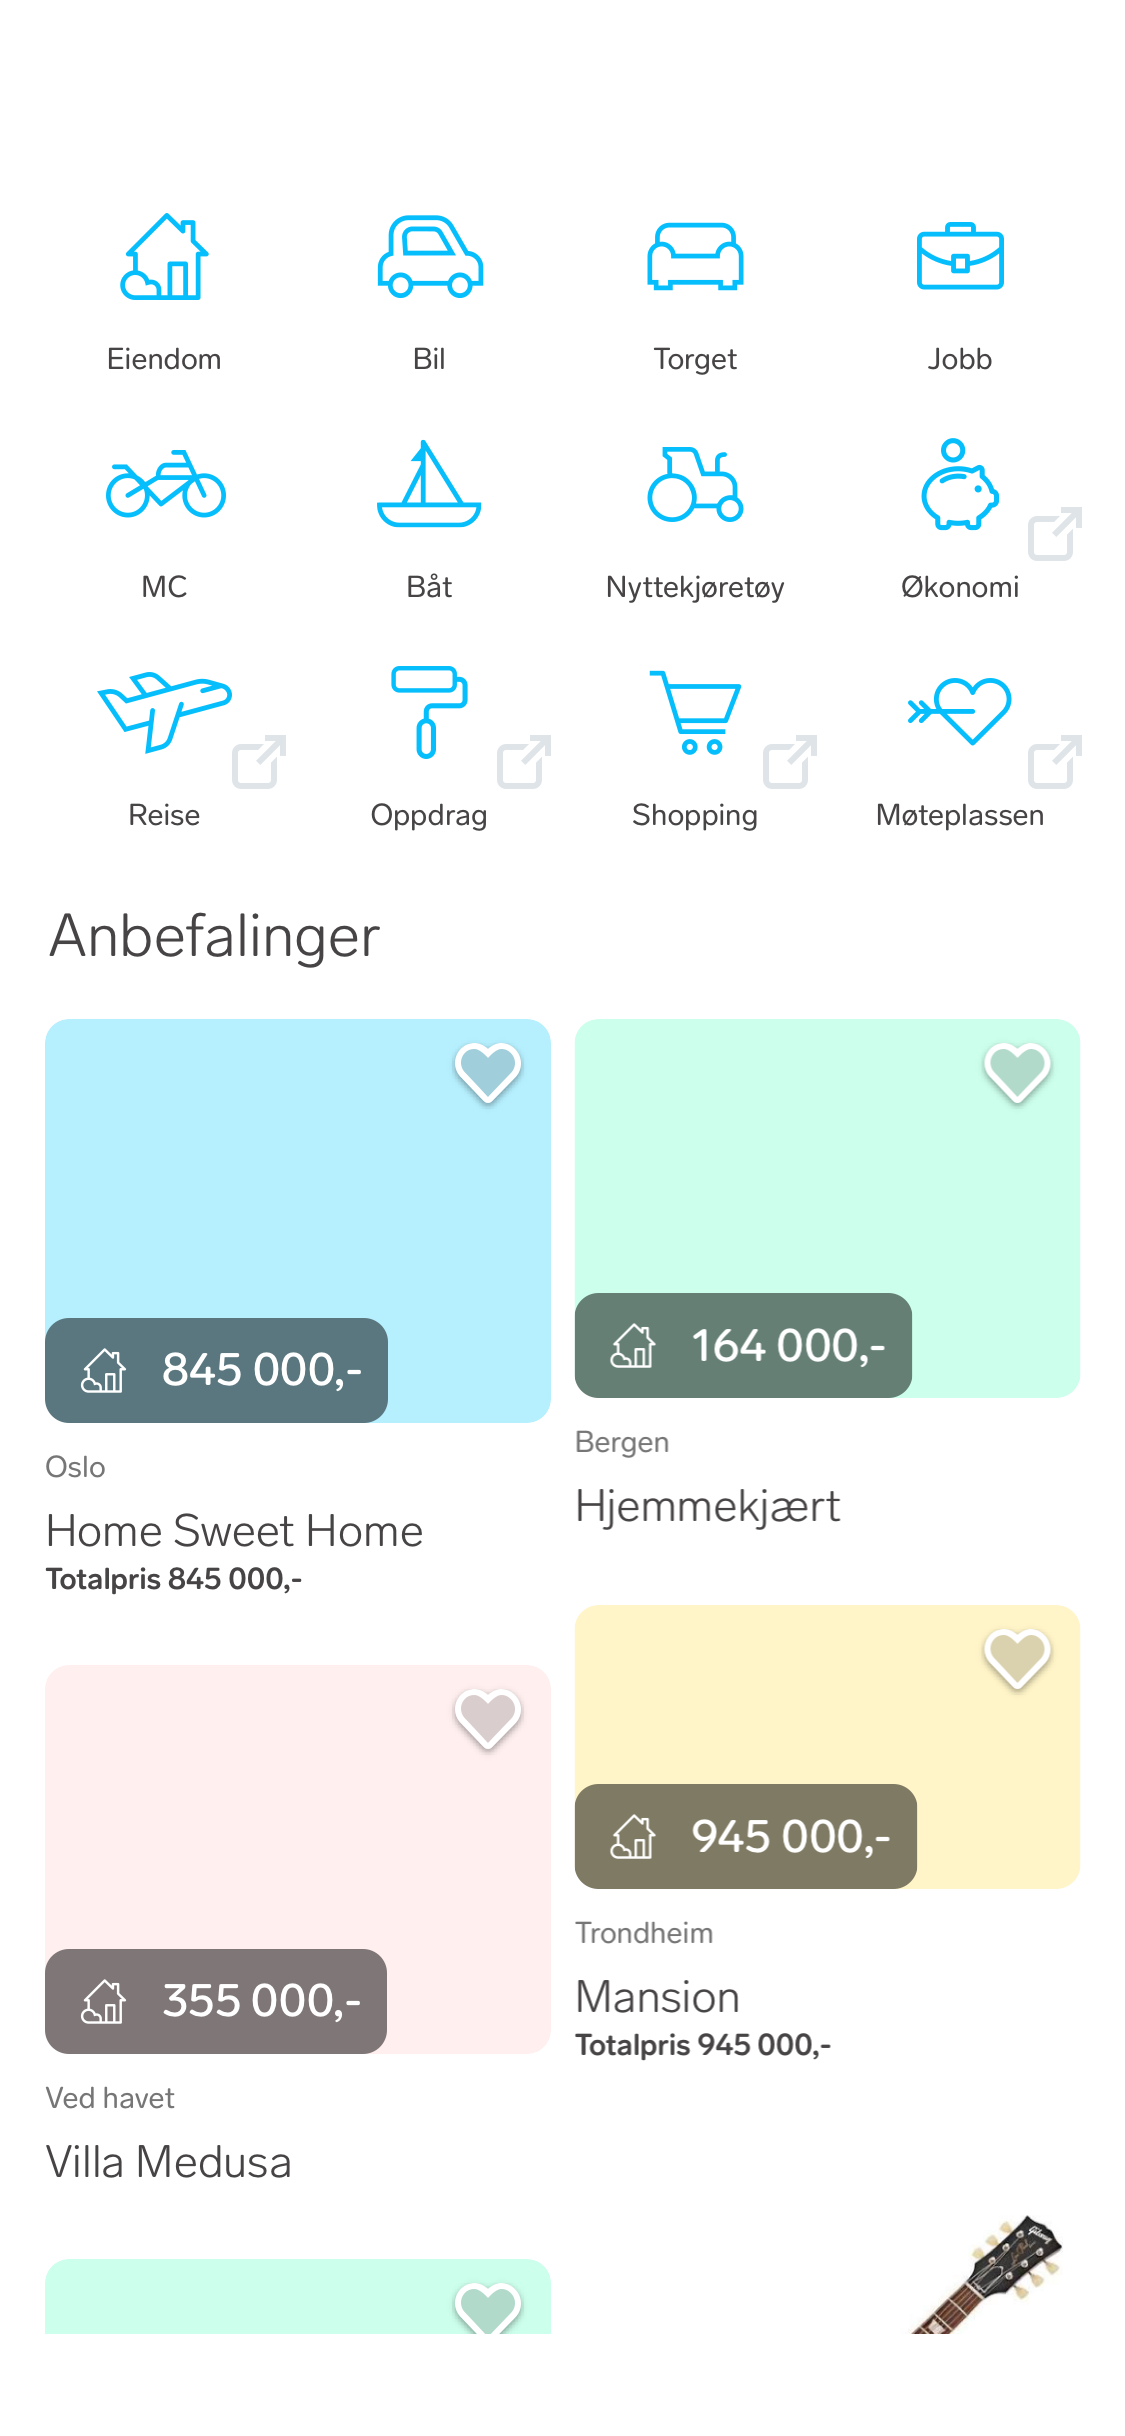 Eiendom
Bil
Torget
Jobb
MC
Båt
Nyttekjøretøy
Økonomi
Reise
Oppdrag
Shopping
Møteplassen
Anbefalinger
845 000,-
Oslo
Home Sweet Home
Totalpris 845 000,-
164 000,-
Bergen
Hjemmekjært
355 000,-
Ved havet
Villa Medusa
945 000,-
Trondheim
Mansion
Totalpris 945 000,-
Gibson